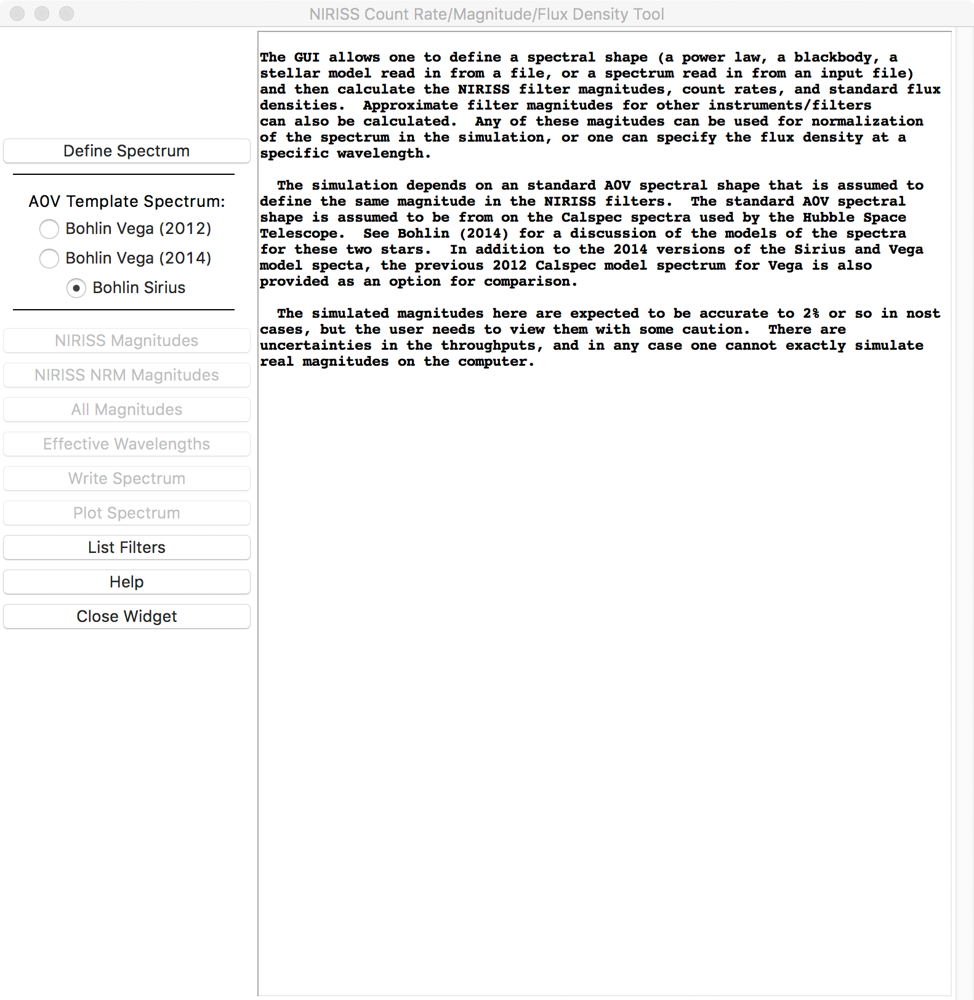 NIRISS Count Rate/Magnitude/Flux Density Tool
Define Spectrum
A0V Template Spectrum:
Bohlin Vega (2012)
Bohlin Vega (2014)
Bohlin Sirius
NIRISS Magnitudes
NIRISS NRM Magnitudes
All Magnitudes
Effective Wavelengths
Write Spectrum
Plot Spectrum
List Filters
Help
Close Widget
The GUI allows one to define a spectral shape (a power law, a blackbody, a
stellar model read in from a file, or a spectrum read in from an input file)
and then calculate the NIRISS filter magnitudes, count rates, and standard flux
densities.  Approximate filter magnitudes for other instruments/filters
can also be calculated.  Any of these magitudes can be used for normalization
of the spectrum in the simulation, or one can specify the flux density at a
specific wavelength.
The simulation depends on an standard A0V spectral shape that is assumed to
define the same magnitude in the NIRISS filters.  The standard A0V spectral
shape is assumed to be from on the Calspec spectra used by the Hubble Space
Telescope.  See Bohlin (2014) for a discussion of the models of the spectra
for these two stars.  In addition to the 2014 versions of the Sirius and Vega
model specta, the previous 2012 Calspec model spectrum for Vega is also
provided as an option for comparison.
The simulated magnitudes here are expected to be accurate to 2% or so in nost
cases, but the user needs to view them with some caution.  There are
uncertainties in the throughputs, and in any case one cannot exactly simulate
real magnitudes on the computer.